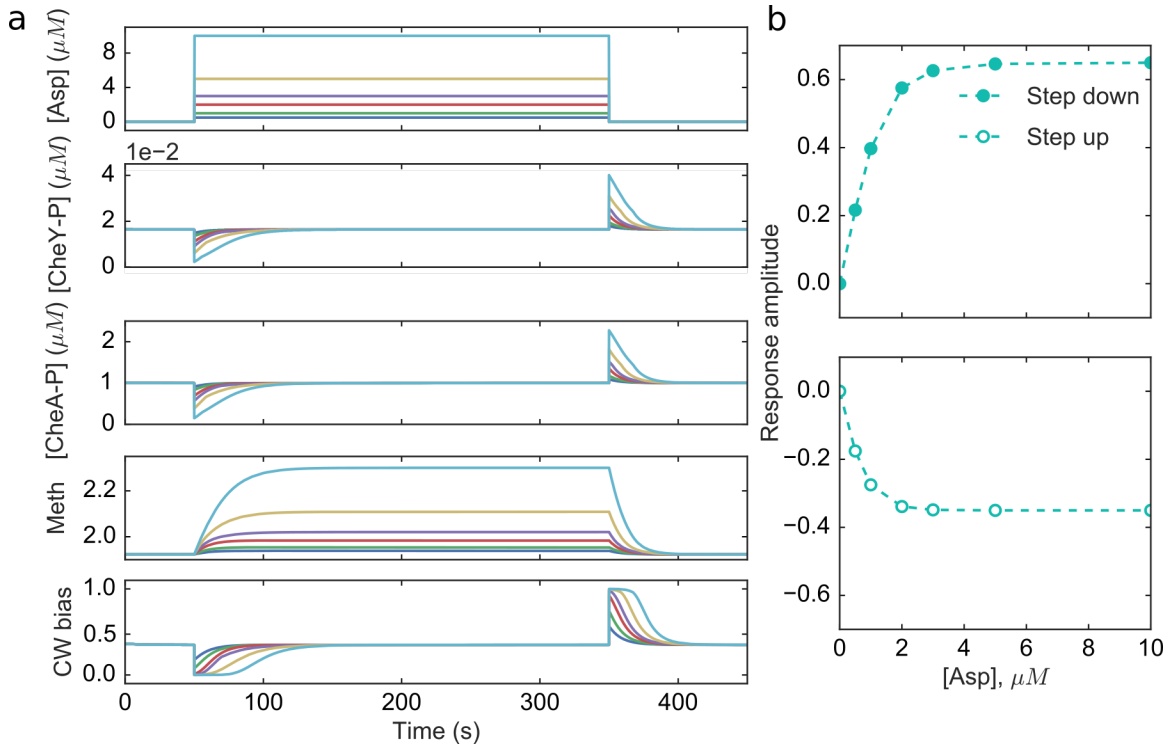 a
[Asp] (μM)
8
4
0
1e−2
[CheY-P] (μM)
4
2
0
[CheA-P] (μM)
2
1
0
Meth
2.2
2.0
CW bias
1.0
0.5
0.0
0 100 200 300 400
Time (s)
b
Response amplitude
0.6
0.4
0.2
0.0
Step down
Step up
0.0
−0.2
−0.4
−0.6
0 2 4 6 8 10
[Asp], μM